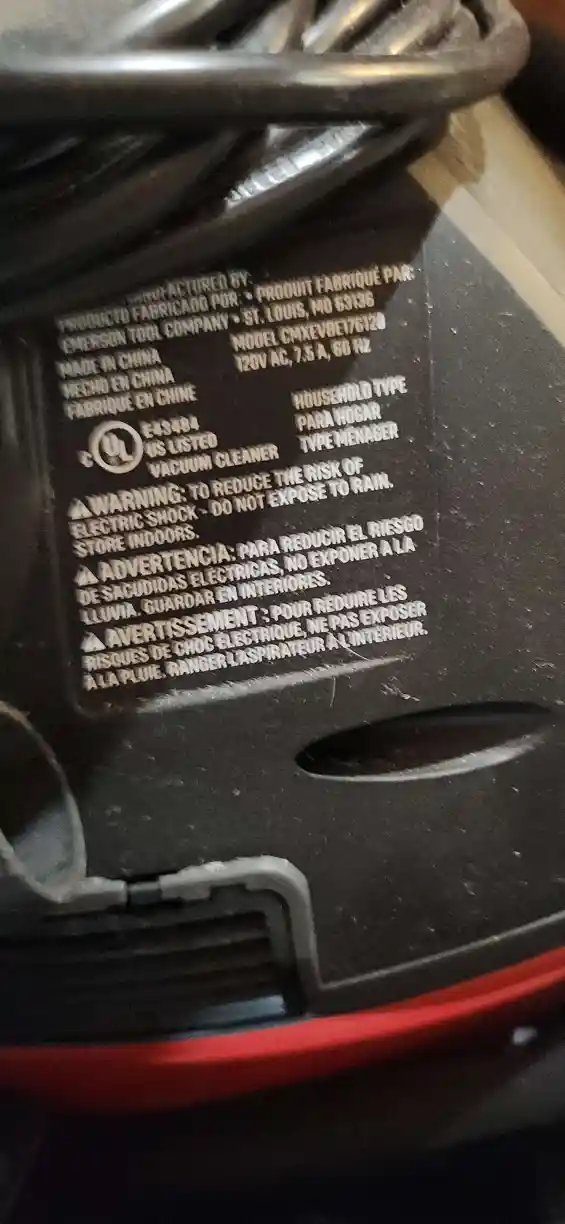 MANUFACTURED BY:
PRODUCTO FABRICADO POR: • PRODUIT FABRIQUÉ PAR:
EMERSON TOOL COMPANY • ST. LOUIS, MO 63136
MADE IN CHINA
HECHO EN CHINA
FABRIQUÉ EN CHINE
MODEL
120V AC, 7.5 A, 60 HZ
C UL US LISTED
E43484
VACUUM CLEANER
HOUSEHOLD TYPE
PARA HOGAR
TYPE MÉNAGER
⚠WARNING: TO REDUCE THE RISK OF
ELECTRIC SHOCK - DO NOT EXPOSE TO RAIN.
STORE INDOORS.
⚠ADVERTENCIA: PARA REDUCIR EL RIESGO
DE SACUDIDAS ELÉCTRICAS, NO EXPONER A LA
LLUVIA. GUARDAR EN INTERIORES.
⚠AVERTISSEMENT : POUR RÉDUIRE LES
RISQUES DE CHOC ÉLECTRIQUE, NE PAS EXPOSER
À LA PLUIE. RANGER L'ASPIRATEUR À L'INTÉRIEUR.